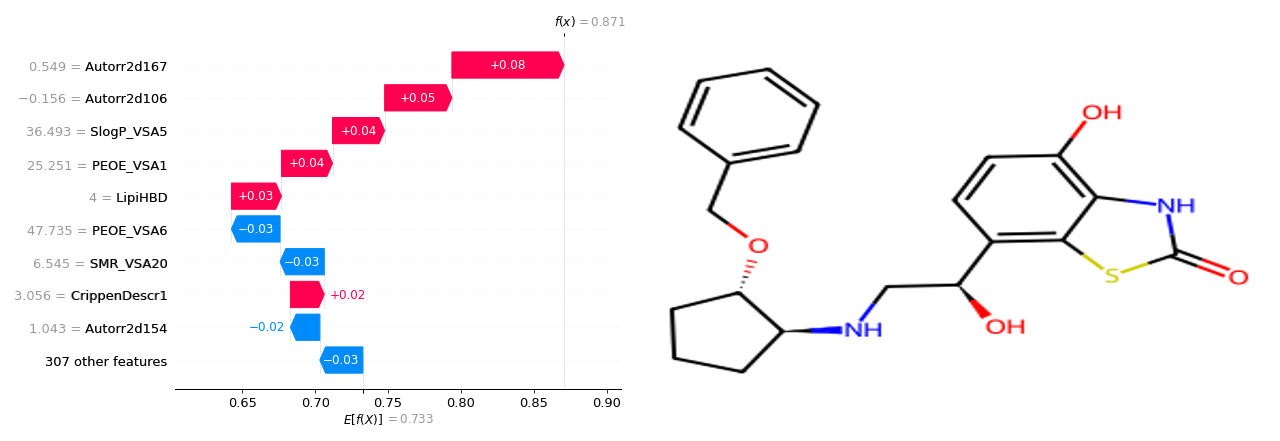 f(x) = 0.871
0.549 = Autorr2d167
+0.08
−0.156 = Autorr2d106
+0.05
36.493 = SlogP_VSA5
+0.04
25.251 = PEOE_VSA1
+0.04
4 = LipiHBD
+0.03
47.735 = PEOE_VSA6
−0.03
6.545 = SMR_VSA20
−0.03
3.056 = CrippenDescr1
+0.02
1.043 = Autorr2d154
−0.02
307 other features
−0.03
0.65 0.70 0.75 0.80 0.85 0.90
E[f(X)] = 0.733
OH
NH
O
S
O
NH
OH